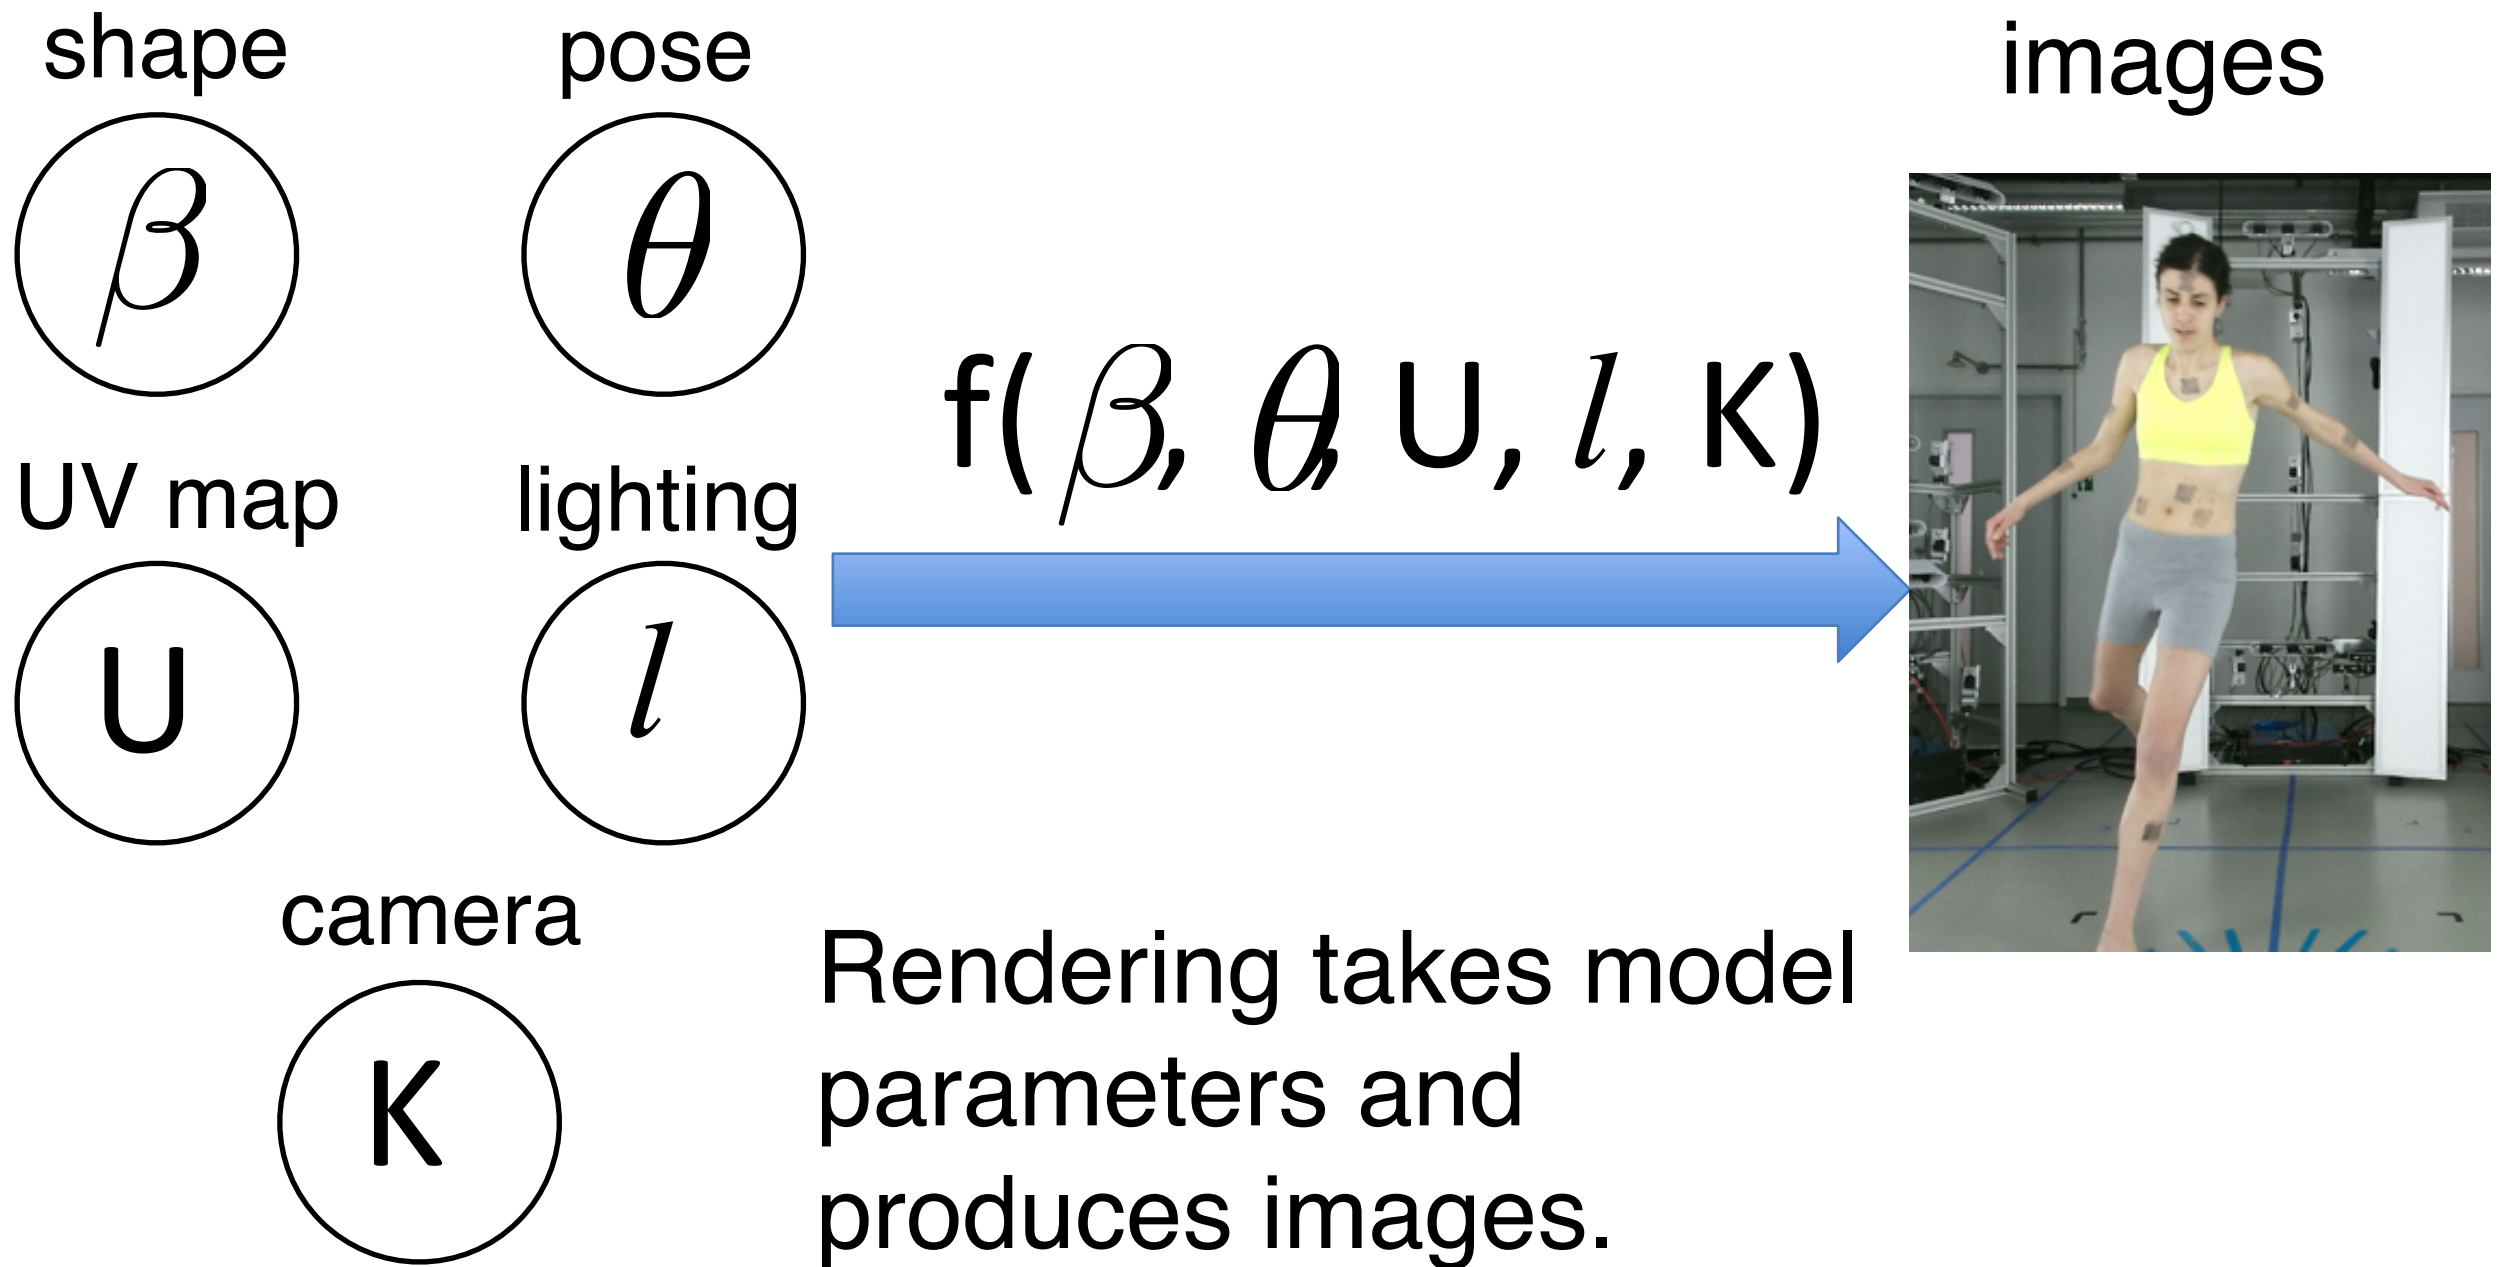 shape
pose
β
θ
UV map
lighting
U
l
camera
K
f(β, θ, U, l, K)
images
Rendering takes model
parameters and
produces images.